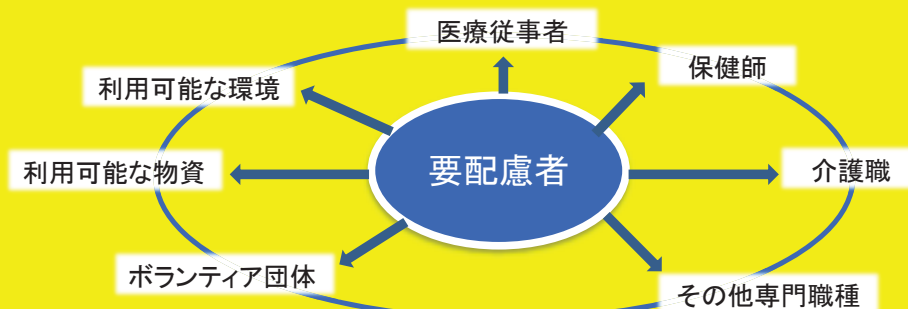 医療従事者
保健師
利用可能な環境
要配慮者
利用可能な物資
介護職
ボランティア団体
その他専門職種